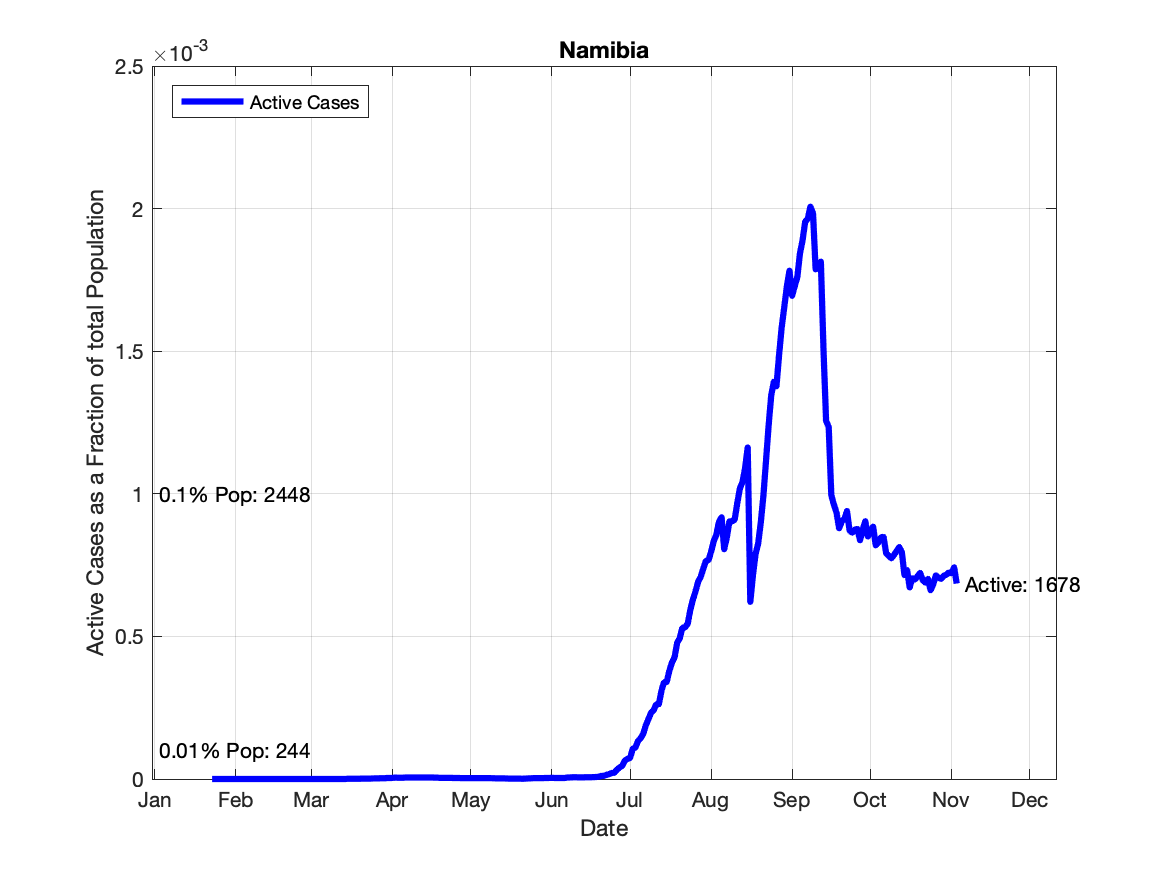 Namibia
×10-3
2.5
2
1.5
1
0.5
0
Active Cases
0.1% Pop: 2448
0.01% Pop: 244
Active: 1678
Active Cases as a Fraction of total Population
Jan Feb Mar Apr May Jun Jul Aug Sep Oct Nov Dec
Date